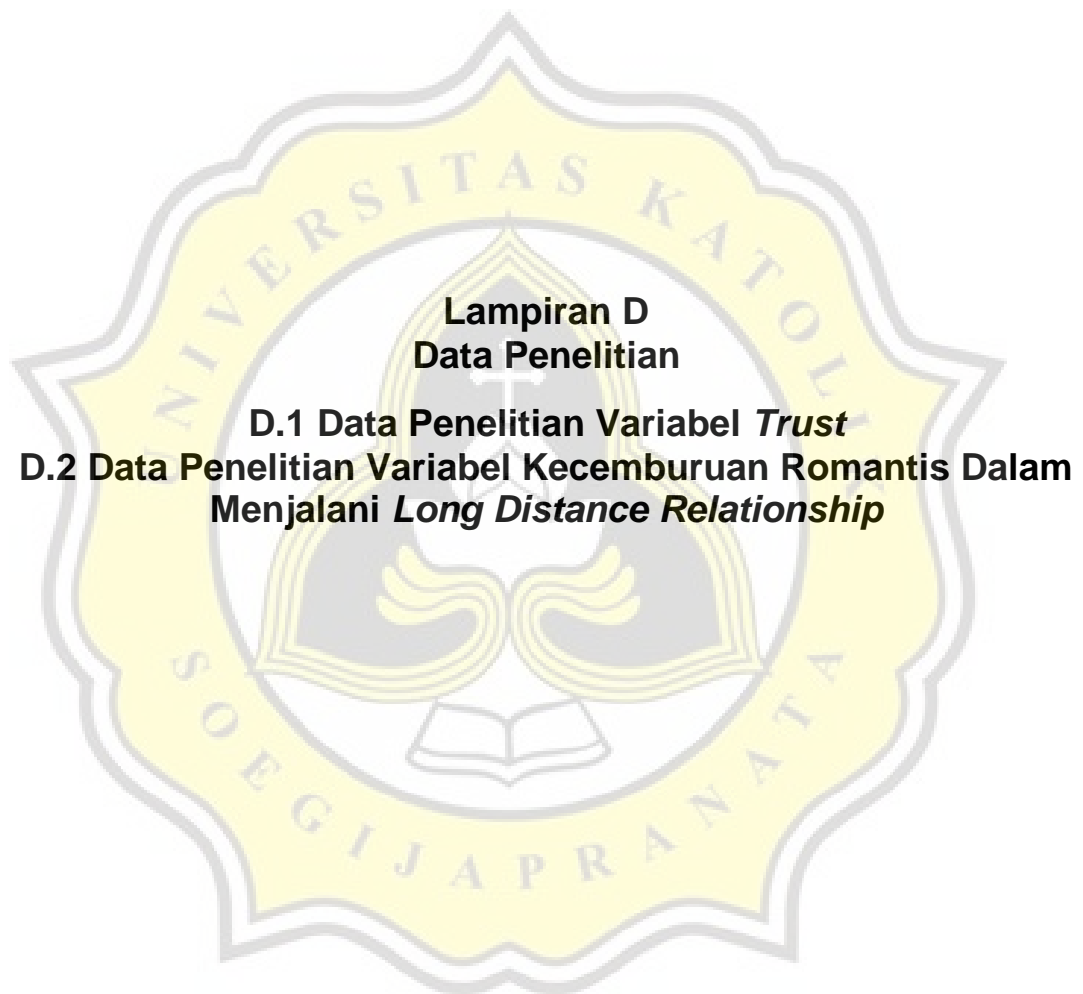 UNIVERSITAS KATOLIK
Lampiran D
Data Penelitian
D.1 Data Penelitian Variabel Trust
D.2 Data Penelitian Variabel Kecemburuan Romantis Dalam
Menjalani Long Distance Relationship
SOEGIJAPRANATA